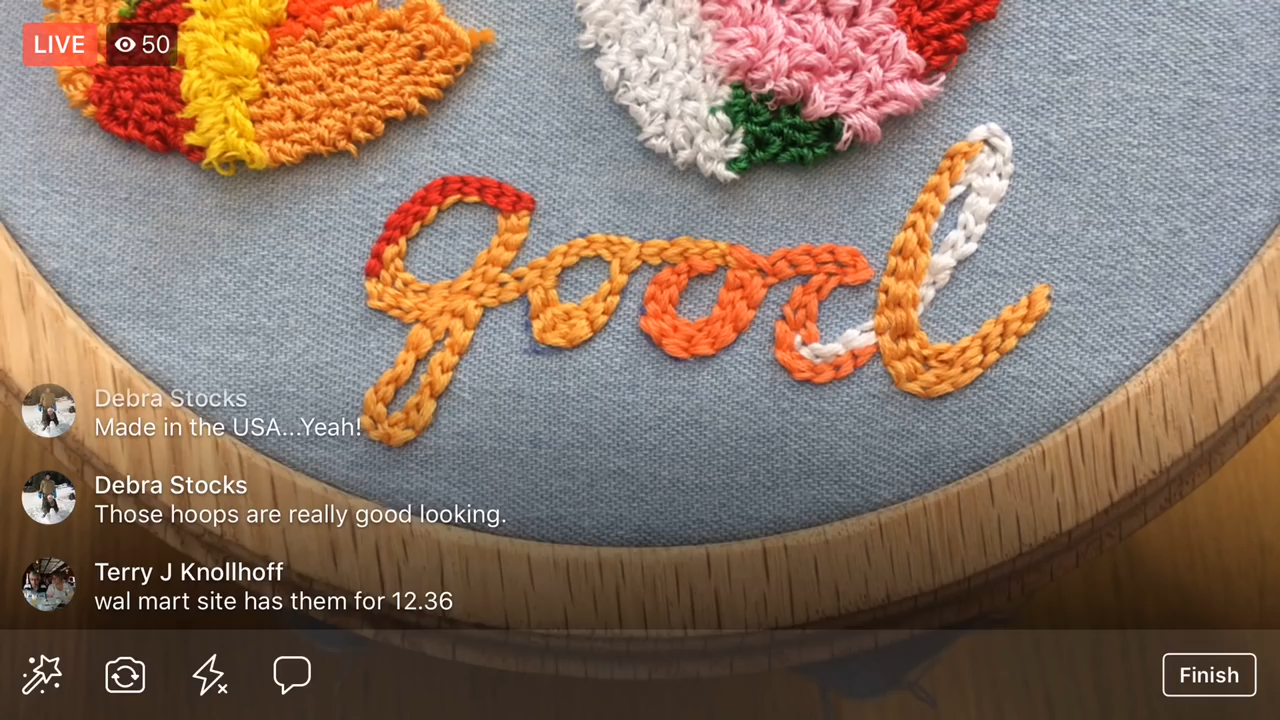 LIVE 50
good
Debra Stocks
Made in the USA...Yeah!
Debra Stocks
Those hoops are really good looking.
Terry J Knollhoff
wal mart site has them for 12.36
Finish